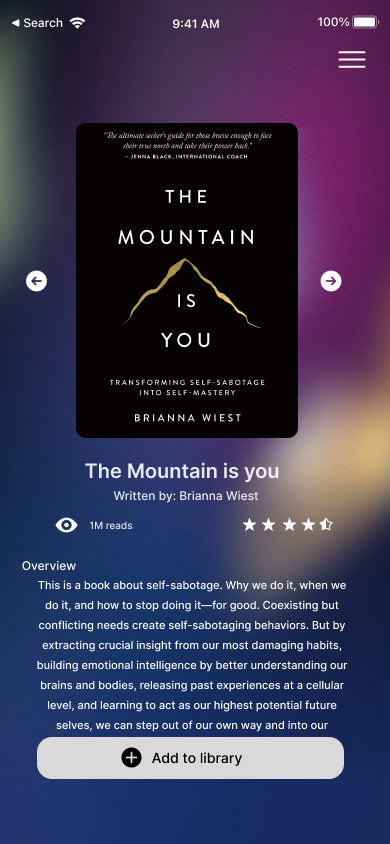 Search
9:41 AM
100%
“The ultimate seeker's guide for those brave enough to face
their true north and take their power back.”
– JENNA BLACK, INTERNATIONAL COACH
THE
MOUNTAIN
IS
YOU
TRANSFORMING SELF-SABOTAGE
INTO SELF-MASTERY
BRIANNA WIEST
The Mountain is you
Written by: Brianna Wiest
1M reads
Overview
This is a book about self-sabotage. Why we do it, when we
do it, and how to stop doing it—for good. Coexisting but
conflicting needs create self-sabotaging behaviors. But by
extracting crucial insight from our most damaging habits,
building emotional intelligence by better understanding our
brains and bodies, releasing past experiences at a cellular
level, and learning to act as our highest potential future
selves, we can step out of our own way and into our
Add to library